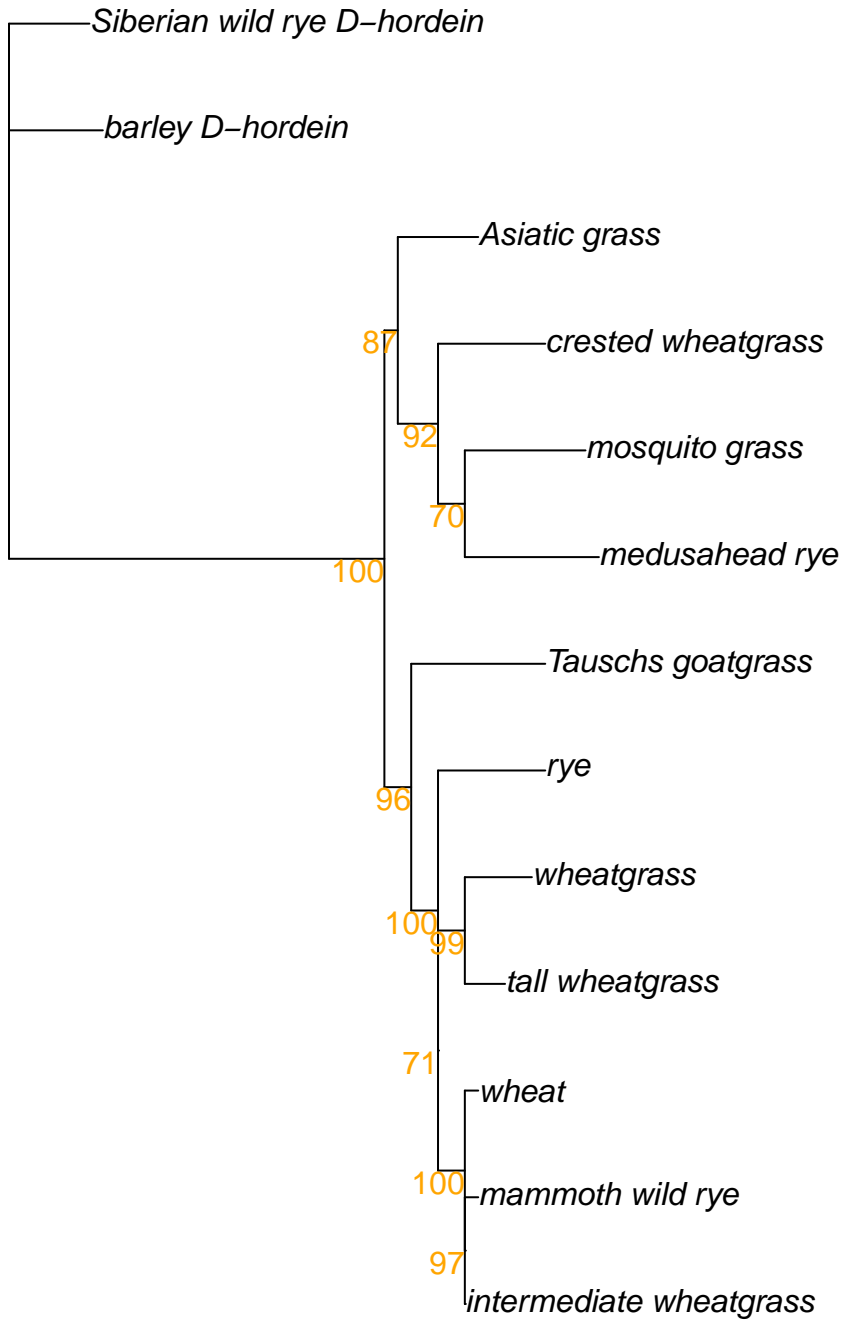 Siberian wild rye D−hordein
barley D−hordein
Asiatic grass
87
crested wheatgrass
92
mosquito grass
70
medusahead rye
100
Tauschs goatgrass
rye
96
wheatgrass
100
99
tall wheatgrass
71
wheat
100
mammoth wild rye
97
intermediate wheatgrass